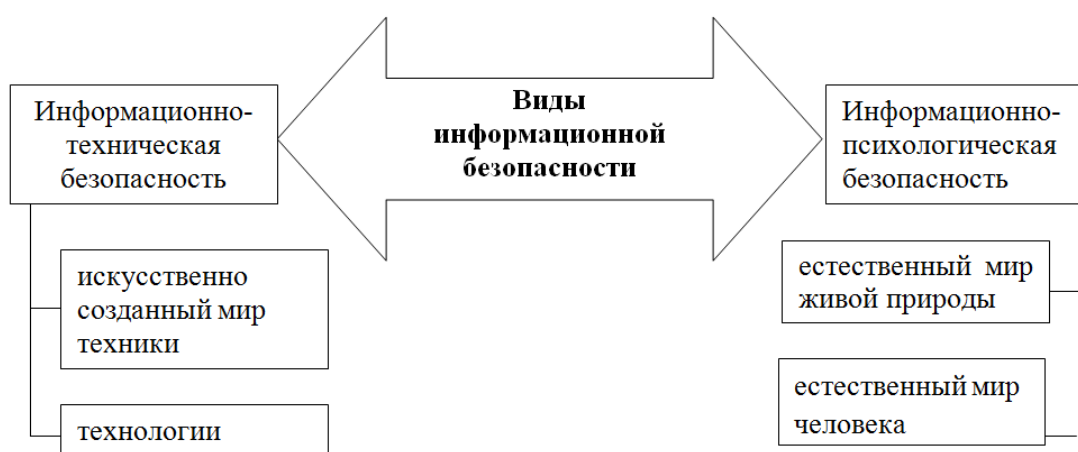 Виды
информационной
безопасности
Информационно-
техническая
безопасность
искусственно
созданный мир
техники
технологии
Информационно-
психологическая
безопасность
естественный мир
живой природы
естественный мир
человека